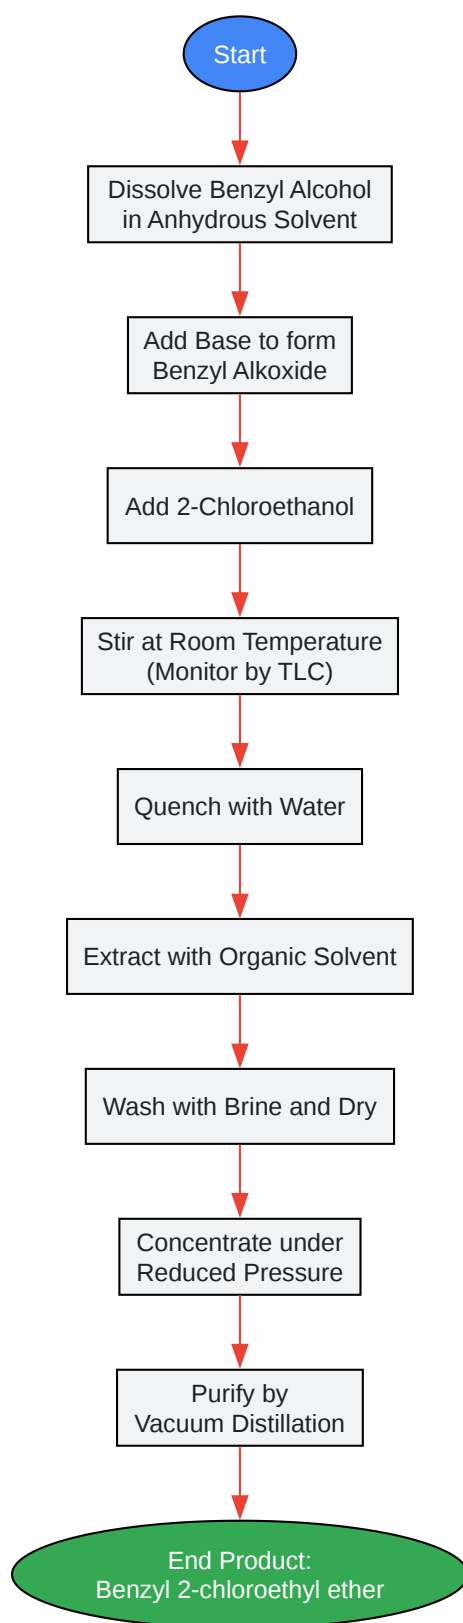 Start
Dissolve Benzyl Alcohol
in Anhydrous Solvent
Add Base to form
Benzyl Alkoxide
Add 2-Chloroethanol
Stir at Room Temperature
(Monitor by TLC)
Quench with Water
Extract with Organic Solvent
Wash with Brine and Dry
Concentrate under
Reduced Pressure
Purify by
Vacuum Distillation
End Product:
Benzyl 2-chloroethyl ether